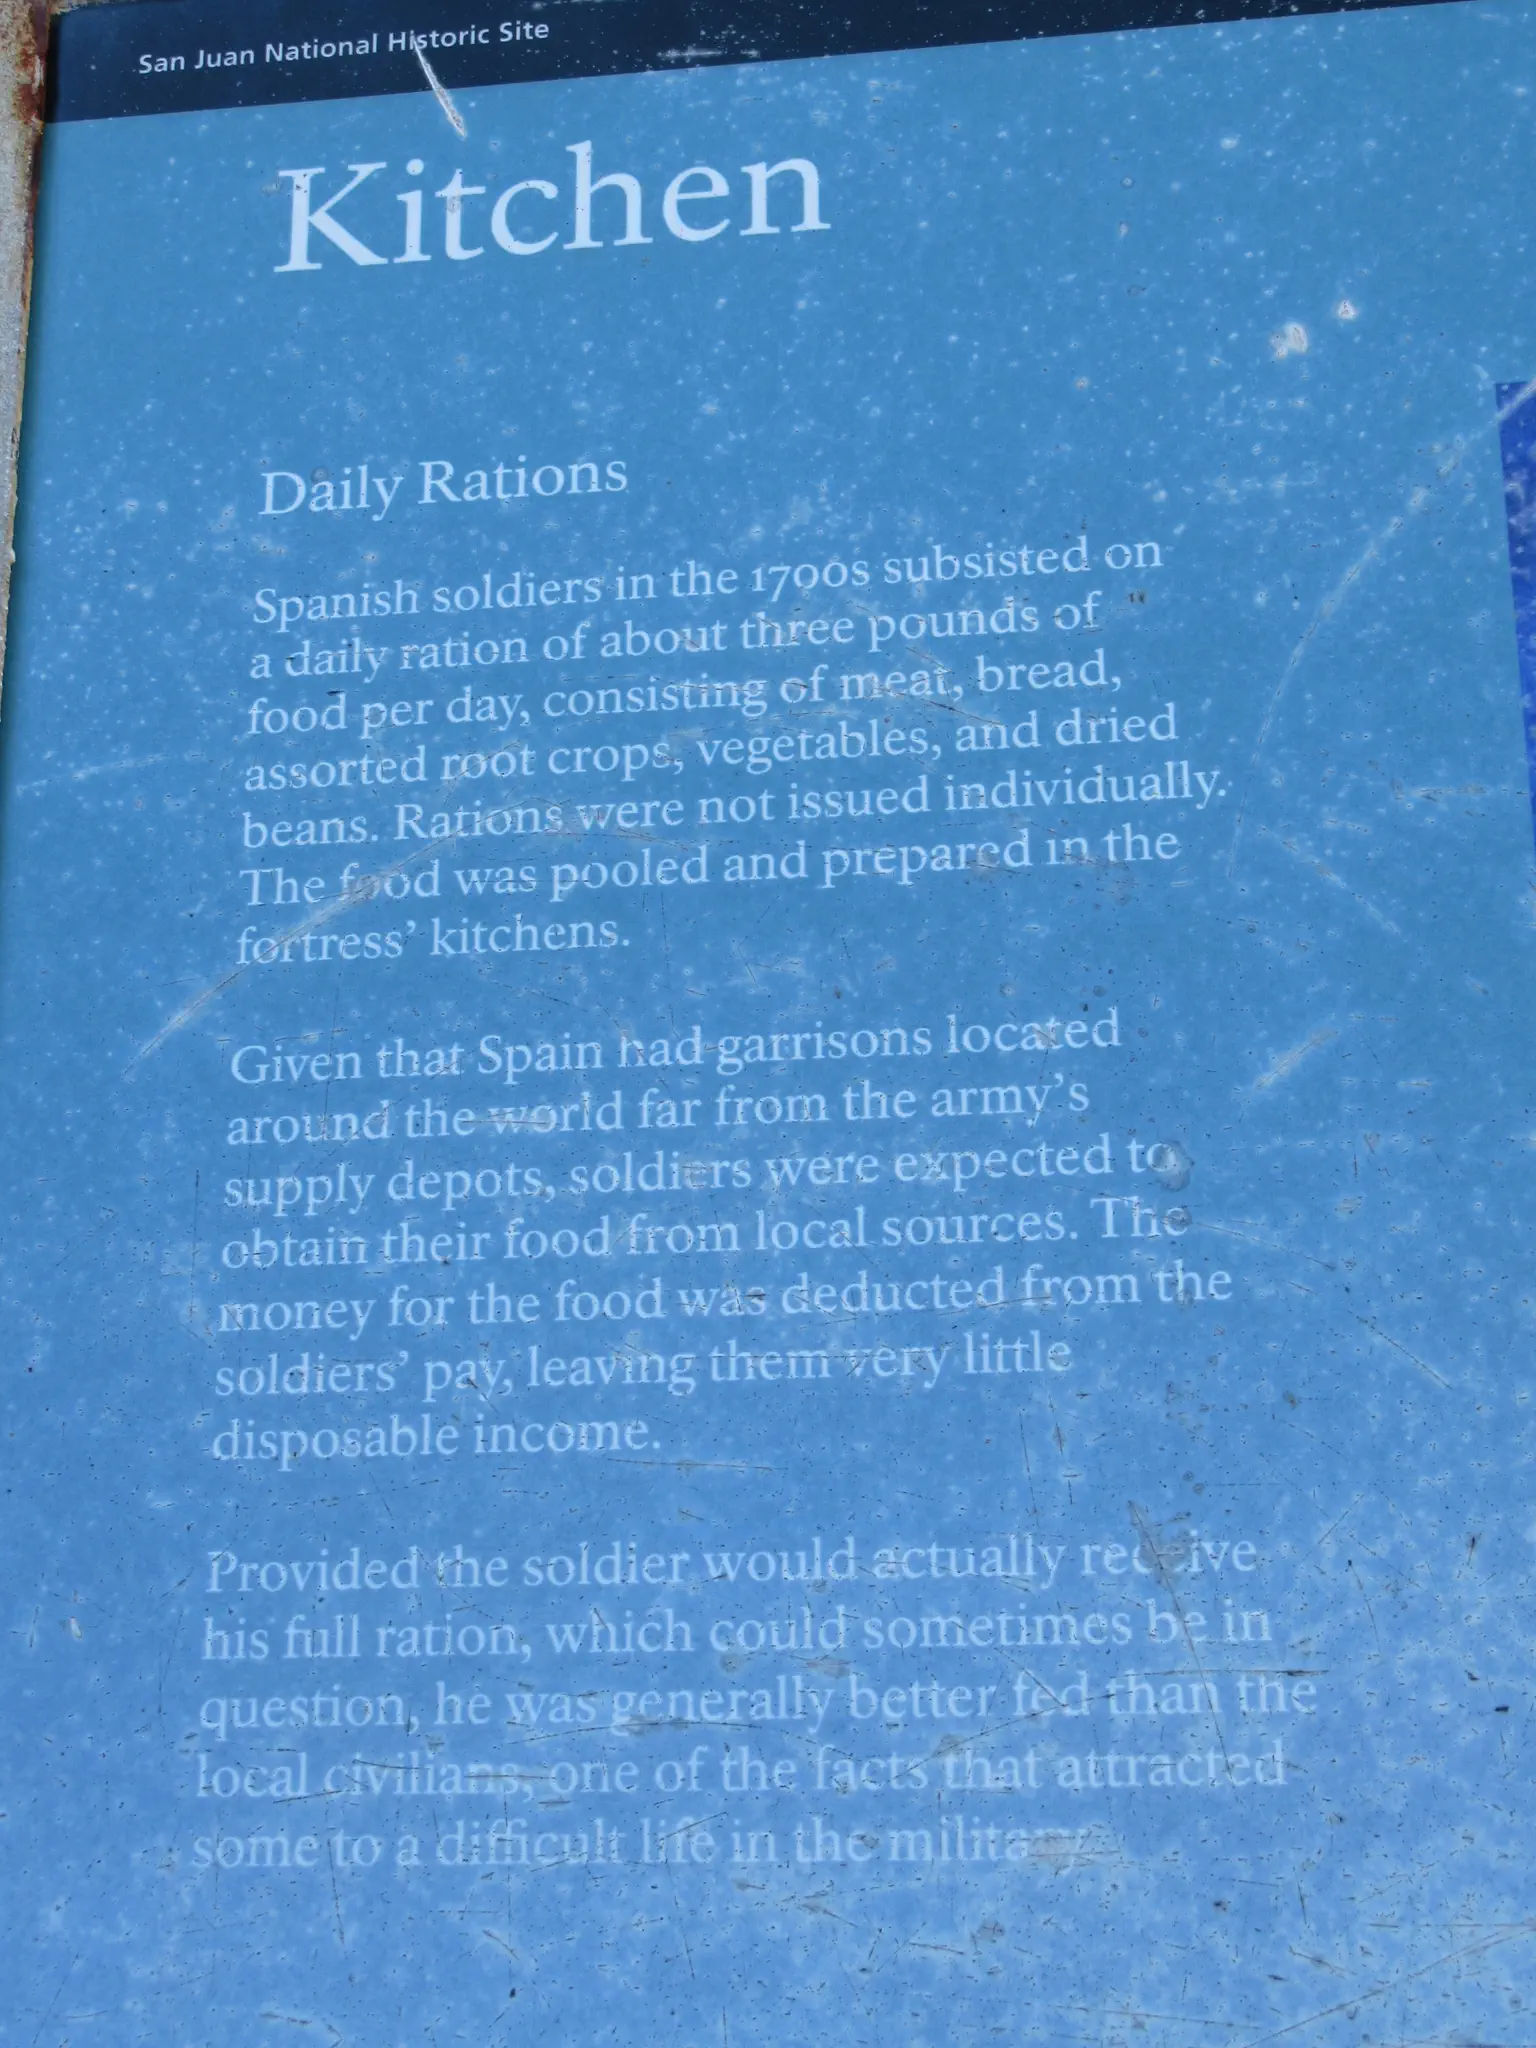 San Juan National Historic Site
Kitchen
Daily Rations
Spanish soldiers in the 1700s subsisted on
a daily ration of about three pounds of
food per day, consisting of meat, bread,
assorted root crops, vegetables, and dried
beans. Rations were not issued individually.
The food was pooled and prepared in the
fortress’ kitchens.
Given that Spain had garrisons located
around the world far from the army’s
supply depots, soldiers were expected to
obtain their food from local sources. The
money for the food was deducted from the
soldiers’ pay, leaving them very little
disposable income.
Provided the soldier would actually receive
his full ration, which could sometimes be in
question, he was generally better fed than the
local civilians, one of the facts that attracted
some to a difficult life in the military.